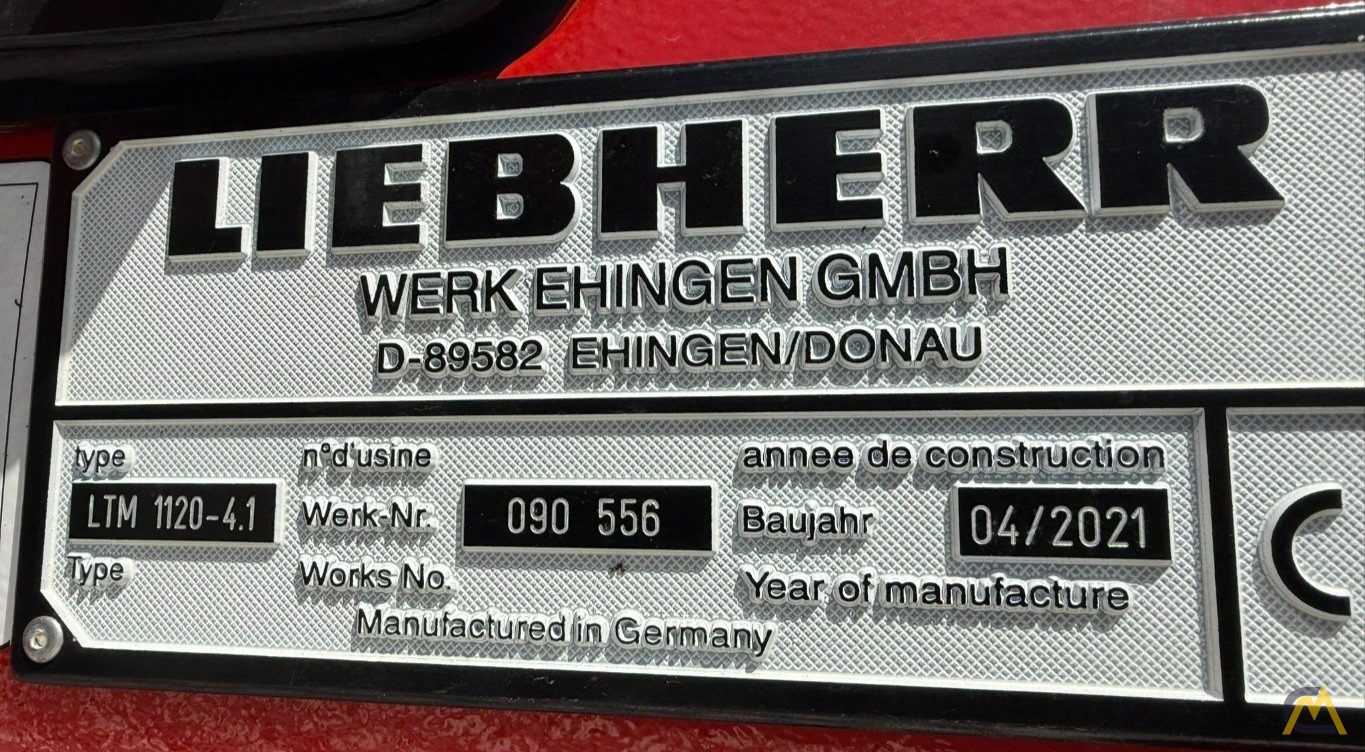 LIEBHERR
WERK EHINGEN GMBH
D-89582 EHINGEN/DONAU
type
LTM 1120-4.1
Type
n°d'usine
Werk-Nr.
Works No.
090 556
annee de construction
Baujahr
Year of manufacture
04/2021
Manufactured in Germany
C